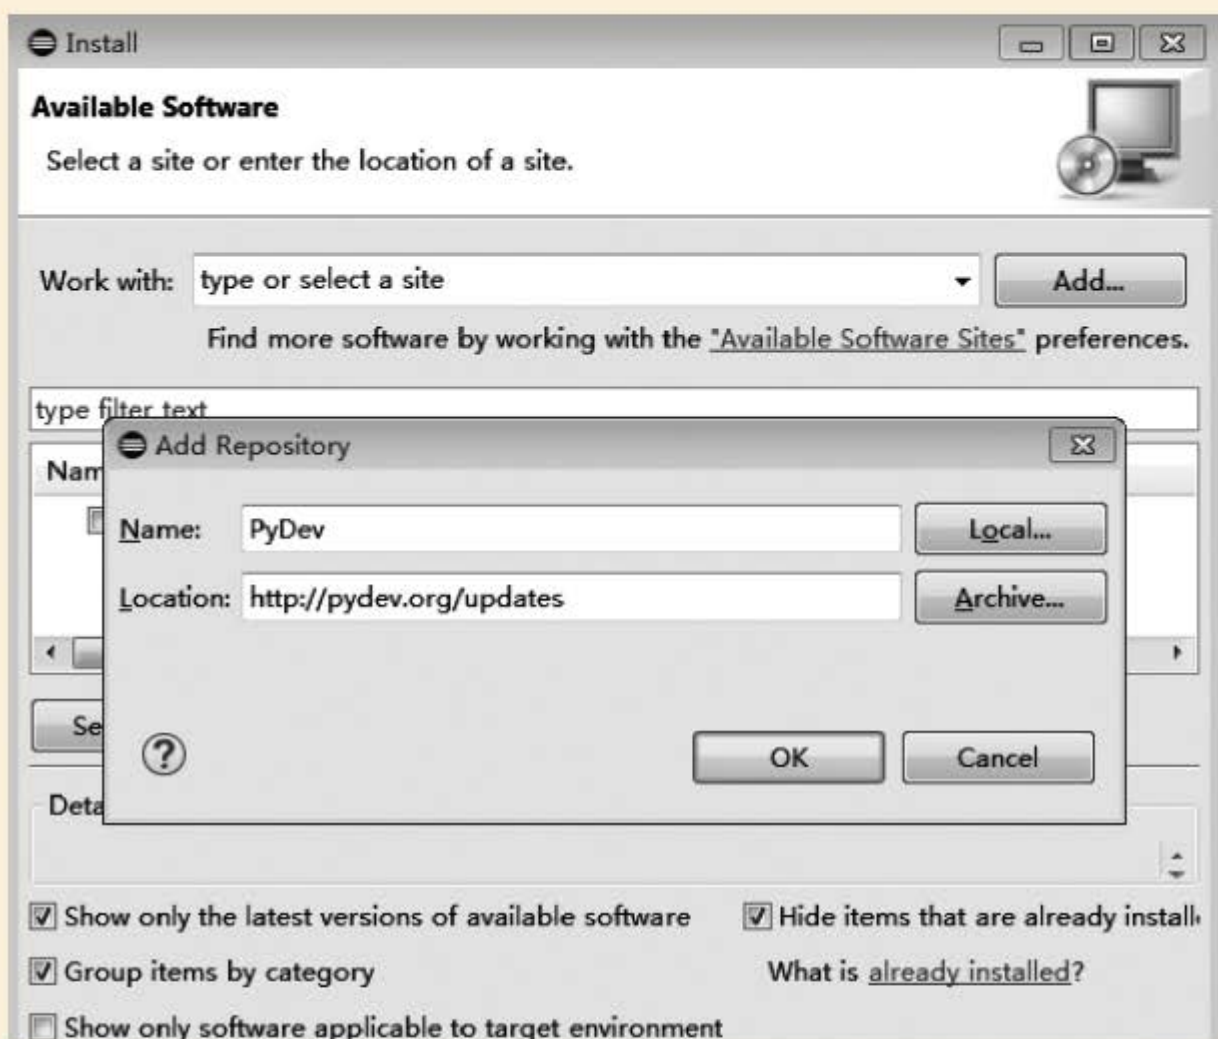 Install
Available Software
Select a site or enter the location of a site.
Work with: type or select a site Add...
Find more software by working with the "Available Software Sites" preferences.
type filter text
Add Repository
Name: PyDev Local...
Location: http://pydev.org/updates Archive...
OK Cancel
Show only the latest versions of available software Hide items that are already
Group items by category What is already installed?
Show only software applicable to target environment